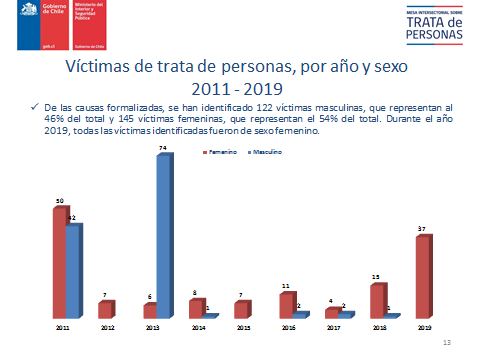 Gobierno
de Chile
gob.cl
Ministerio del
Interior y
Seguridad
Pública
Gobierno de Chile
MESA INTERSECTORIAL SOBRE
TRATA de
PERSONAS
Víctimas de trata de personas, por año y sexo
2011 - 2019
✓ De las causas formalizadas, se han identificado 122 víctimas masculinas, que representan al
46% del total y 145 víctimas femeninas, que representan el 54% del total. Durante el año
2019, todas las víctimas identificadas fueron de sexo femenino.
Femenino Masculino
74
50
42
37
7
6
8
1
7
11
2
4
2
15
1
2011 2012 2013 2014 2015 2016 2017 2018 2019
13